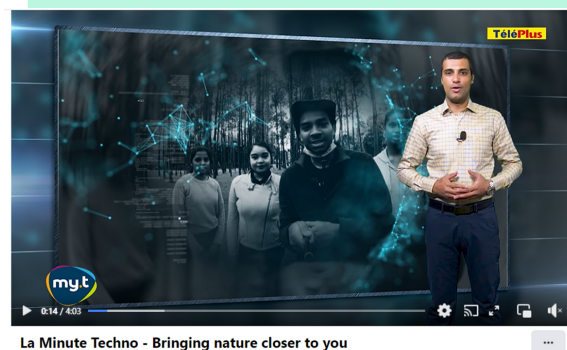 TéléPlus
my.t
0:14 / 4:03
La Minute Techno - Bringing nature closer to you